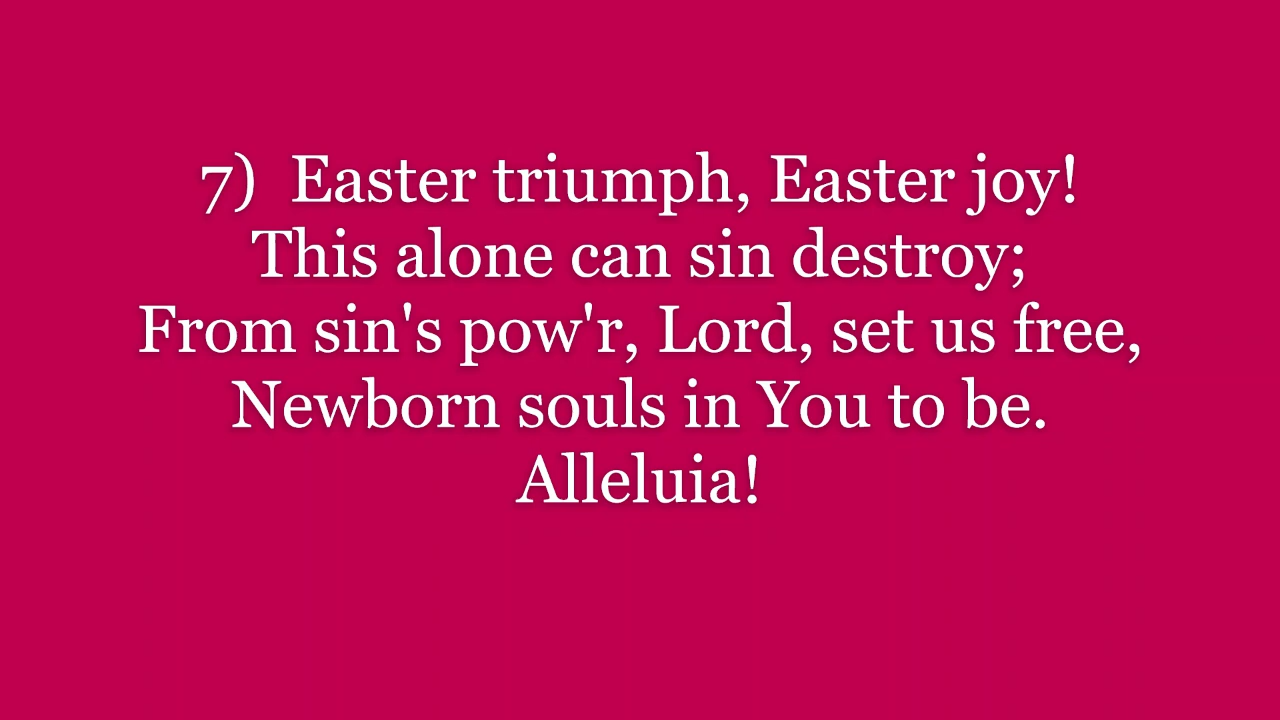 7)  Easter triumph, Easter joy!
This alone can sin destroy;
From sin's pow'r, Lord, set us free,
Newborn souls in You to be.
Alleluia!